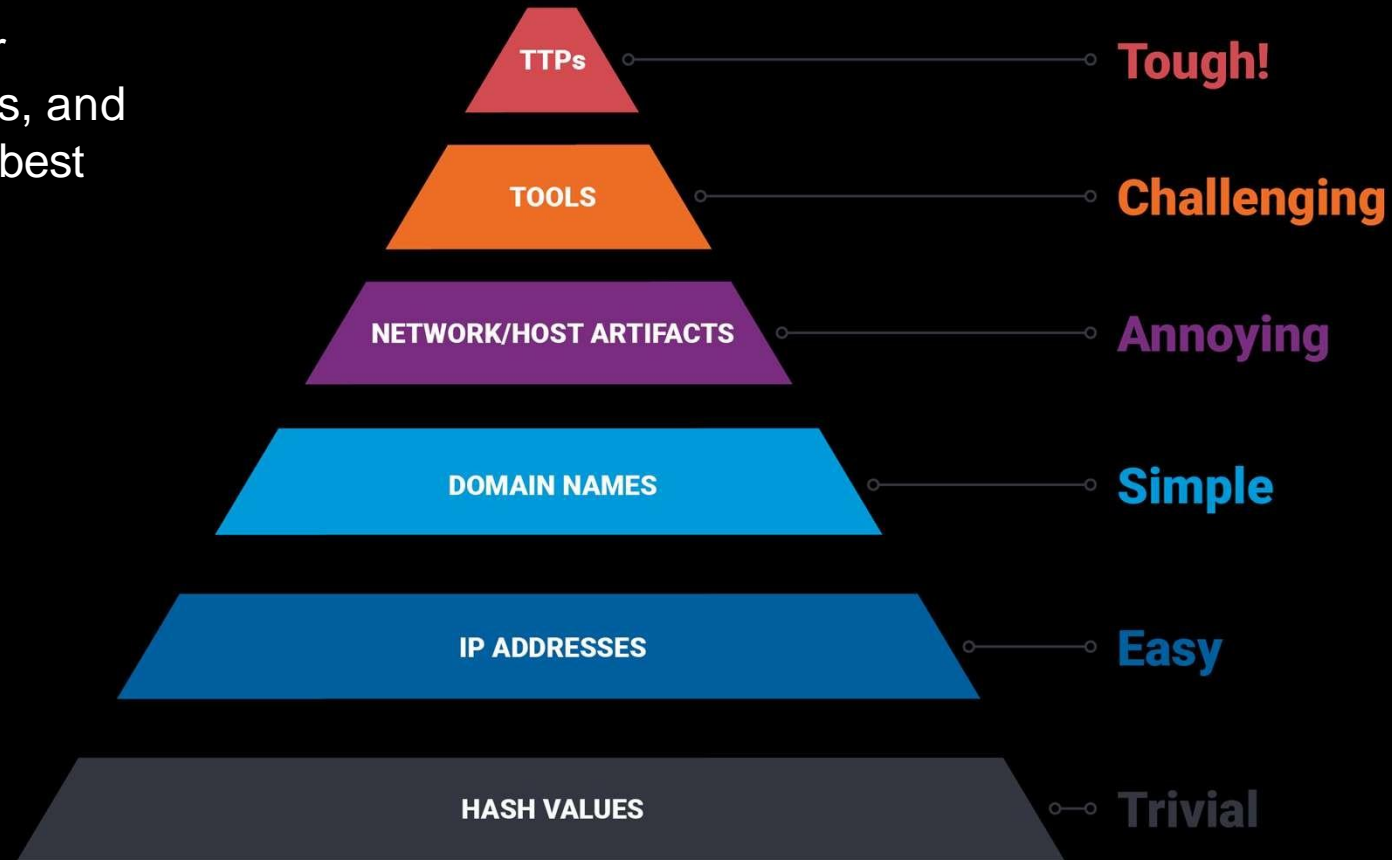 s, and
best
TTPs
Tough!
TOOLS
Challenging
NETWORK/HOST ARTIFACTS
Annoying
DOMAIN NAMES
Simple
IP ADDRESSES
Easy
HASH VALUES
Trivial